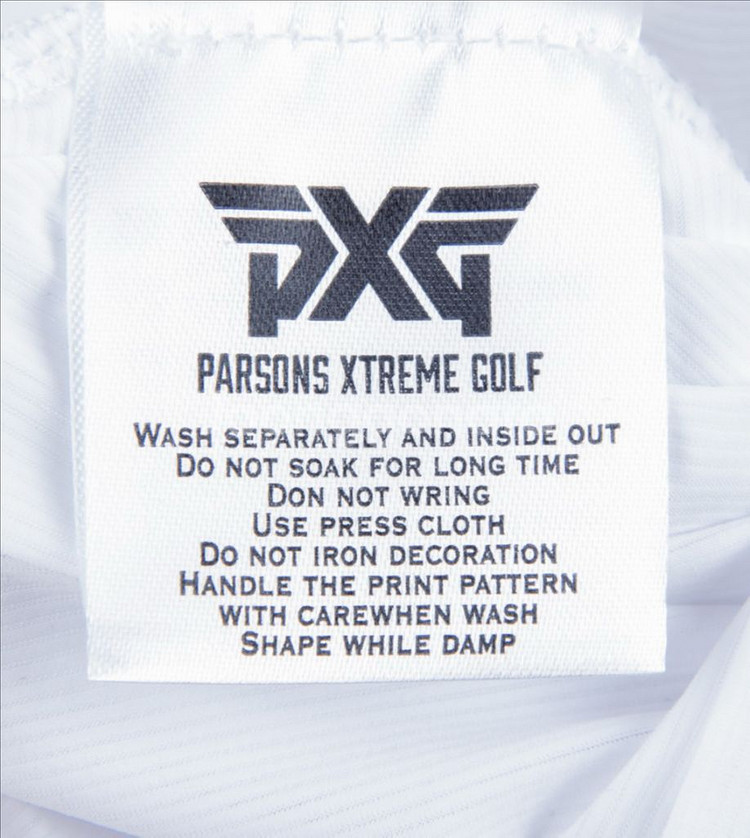 PXG
PARSONS XTREME GOLF
WASH SEPARATELY AND INSIDE OUT
DO NOT SOAK FOR LONG TIME
DON NOT WRING
USE PRESS CLOTH
DO NOT IRON DECORATION
HANDLE THE PRINT PATTERN
WITH CAREWHEN WASH
SHAPE WHILE DAMP